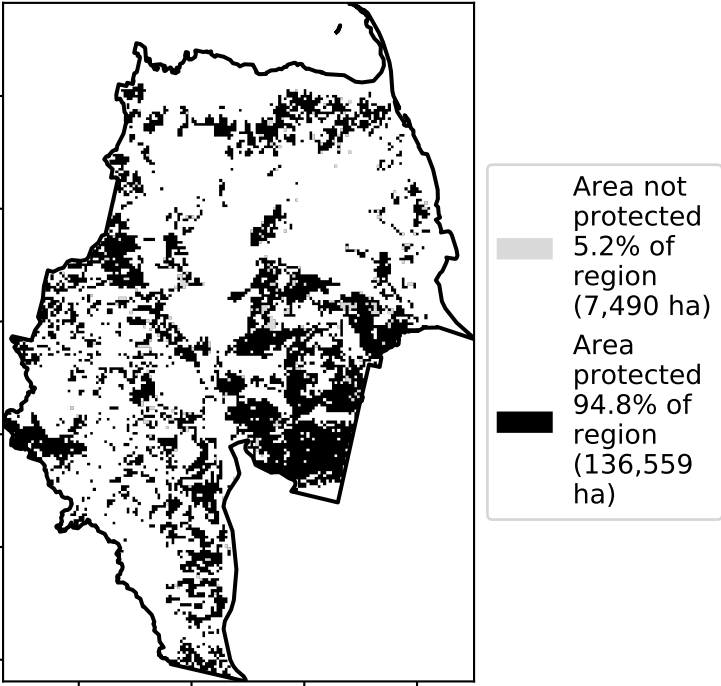 Area not
protected
5.2% of
region
(7,490 ha)
Area
protected
94.8% of
region
(136,559
ha)